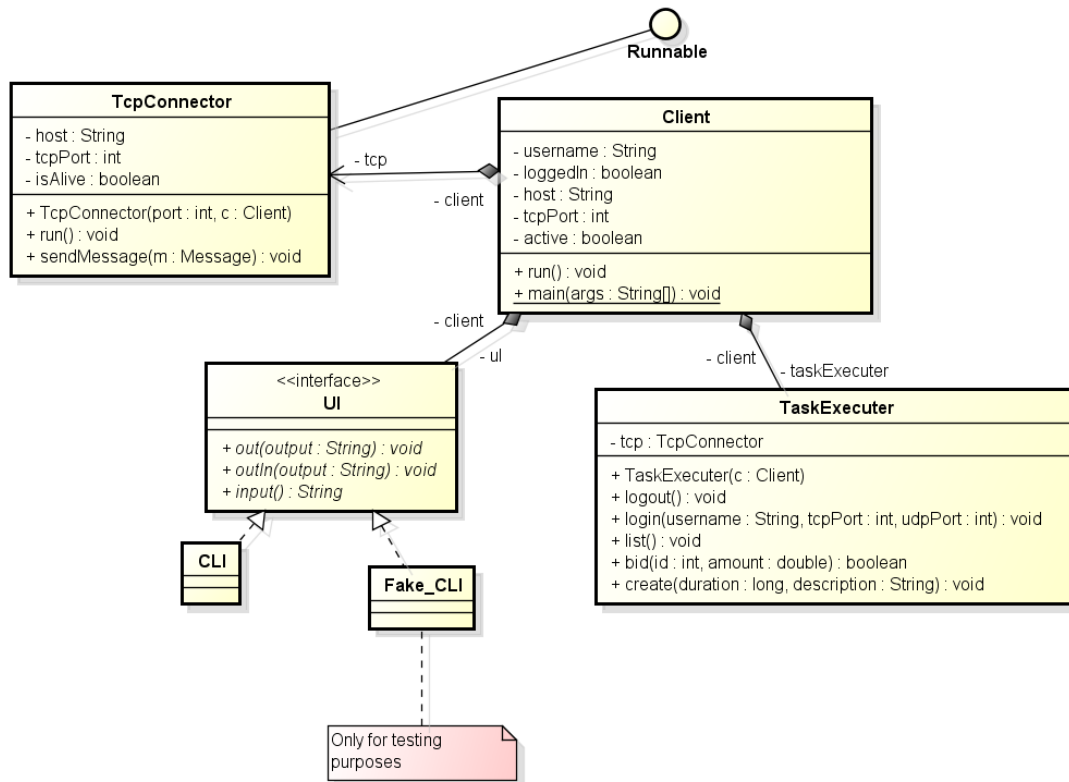 Runnable
TcpConnector
- host : String
- tcpPort : int
- isAlive : boolean
+ TcpConnector(port : int, c : Client)
+ run() : void
+ sendMessage(m : Message) : void
- tcp
- client
Client
- username : String
- loggedIn : boolean
- host : String
- tcpPort : int
- active : boolean
+ run() : void
+ main(args : String[]) : void
- client
- uI
- client
- taskExecuter
<<interface>>
UI
+ out(output : String) : void
+ outln(output : String) : void
+ input() : String
TaskExecuter
- tcp : TcpConnector
+ TaskExecuter(c : Client)
+ logout() : void
+ login(username : String, tcpPort : int, udpPort : int) : void
+ list() : void
+ bid(id : int, amount : double) : boolean
+ create(duration : long, description : String) : void
CLI
Fake_CLI
Only for testing
purposes